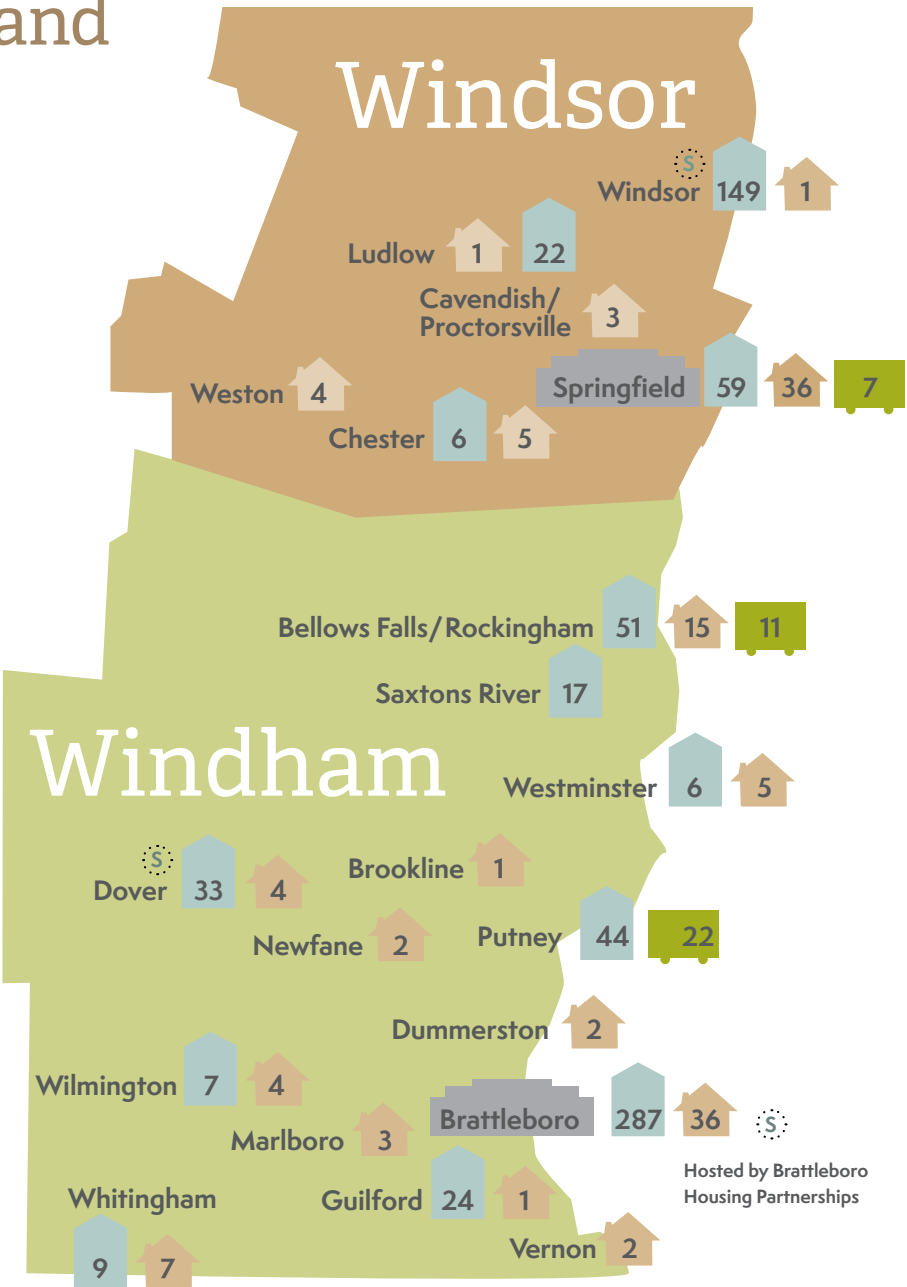 and
Windsor
S
Windsor 149 1
Ludlow 1 22
Cavendish/
Proctorsville 3
Springfield 59 36 7
Weston 4
Chester 6 5
Bellows Falls/Rockingham 51 15 11
Saxtons River 17
Windham
Westminster 6 5
S
Dover 33 4
Brookline 1
Newfane 2
Putney 44 22
Dummerston 2
Wilmington 7 4
Brattleboro 287 36 S
Marlboro 3
Hosted by Brattleboro
Housing Partnerships
Whitingham
9 7
Guilford 24 1
Vernon 2